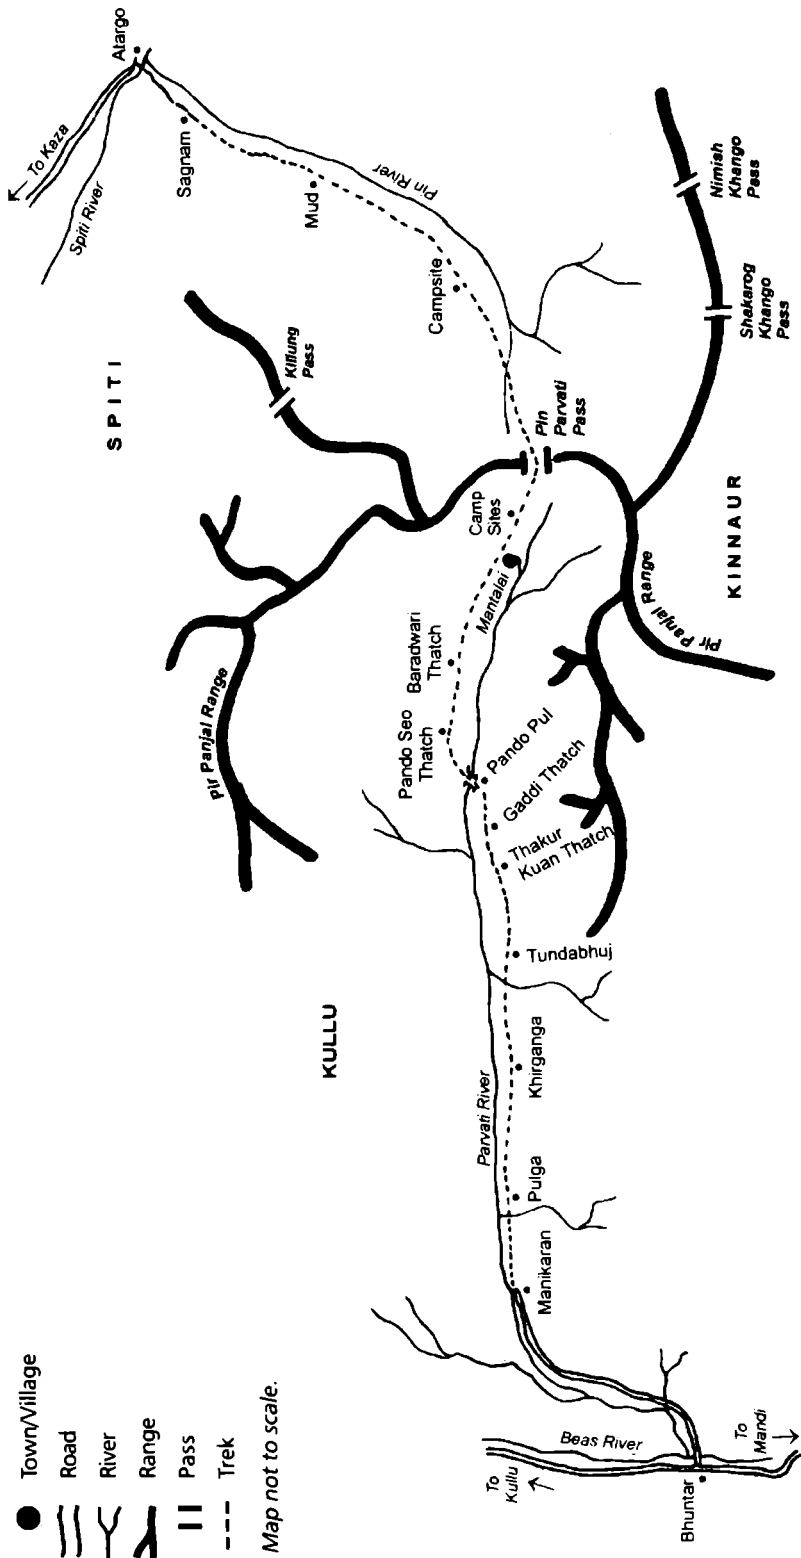 Town/Village
Road
River
Range
Pass
Trek
Map not to scale.
To Kullu
To Mandi
Beas River
Bhuntar
Manikaran
Pulga
Khirganga
Tundabhuj
Thakur
Kuan Thatch
Gaddi Thatch
Pando Pul
Parvati River
KULLU
Pando Seo
Thatch
Baradwari
Thatch
Mantalai
Camp
Sites
Pir Panjal Range
Pir Panjal Range
KINNAUR
SPITI
Killung
Pass
Pin
Parvati
Pass
Shakarog
Khango
Pass
Nimish
Khango
Pass
Campsite
Mud
Sagnam
Pin River
Spiti River
To Kaza
Atargo